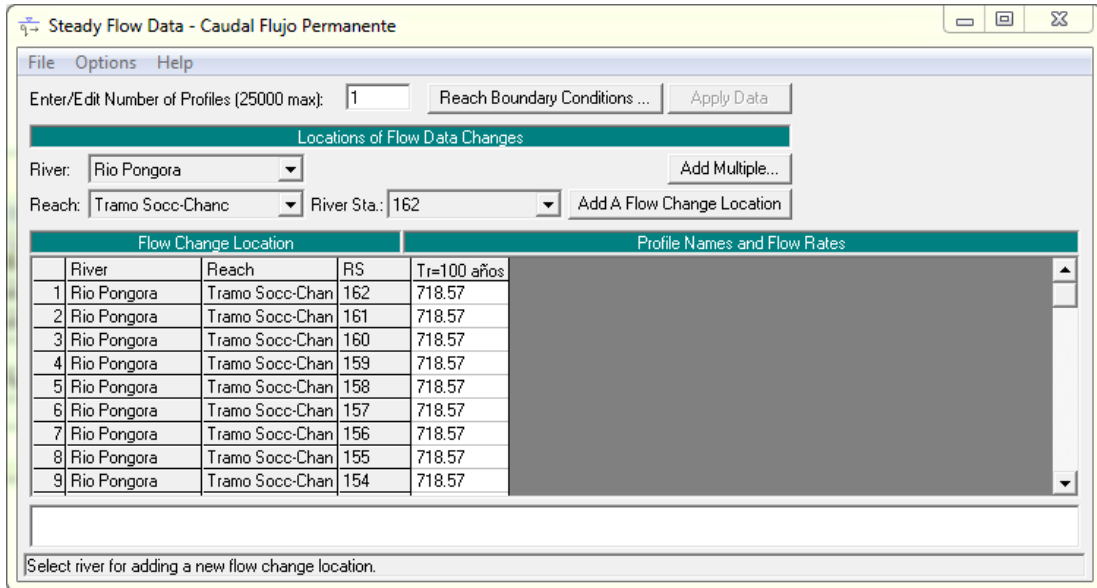 Steady Flow Data - Caudal Flujo Permanente
File Options Help
Enter/Edit Number of Profiles (25000 max): 1 Reach Boundary Conditions ... Apply Data
Locations of Flow Data Changes
River: Rio Pongora Add Multiple...
Reach: Tramo Socc-Chanc River Sta.: 162 Add A Flow Change Location
Flow Change Location Profile Names and Flow Rates
River Reach RS Tr=100 años
1 Rio Pongora Tramo Socc-Chan 162 718.57
2 Rio Pongora Tramo Socc-Chan 161 718.57
3 Rio Pongora Tramo Socc-Chan 160 718.57
4 Rio Pongora Tramo Socc-Chan 159 718.57
5 Rio Pongora Tramo Socc-Chan 158 718.57
6 Rio Pongora Tramo Socc-Chan 157 718.57
7 Rio Pongora Tramo Socc-Chan 156 718.57
8 Rio Pongora Tramo Socc-Chan 155 718.57
9 Rio Pongora Tramo Socc-Chan 154 718.57
Select river for adding a new flow change location.